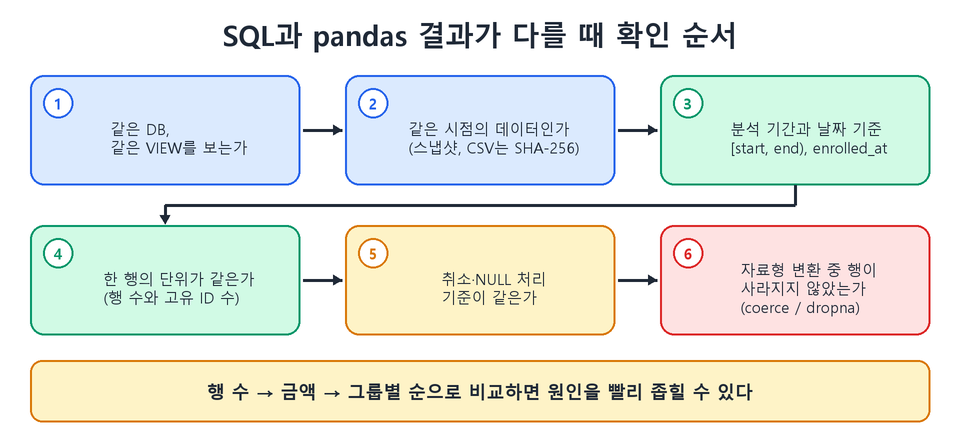 SQL과 pandas 결과가 다를 때 확인 순서
1
같은 DB,
같은 VIEW를 보는가
2
같은 시점의 데이터인가
(스냅샷, CSV는 SHA-256)
3
분석 기간과 날짜 기준
[start, end), enrolled_at
4
한 행의 단위가 같은가
(행 수와 고유 ID 수)
5
취소·NULL 처리
기준이 같은가
6
자료형 변환 중 행이
사라지지 않았는가
(coerce / dropna)
행 수 → 금액 → 그룹별 순으로 비교하면 원인을 빨리 좁힐 수 있다